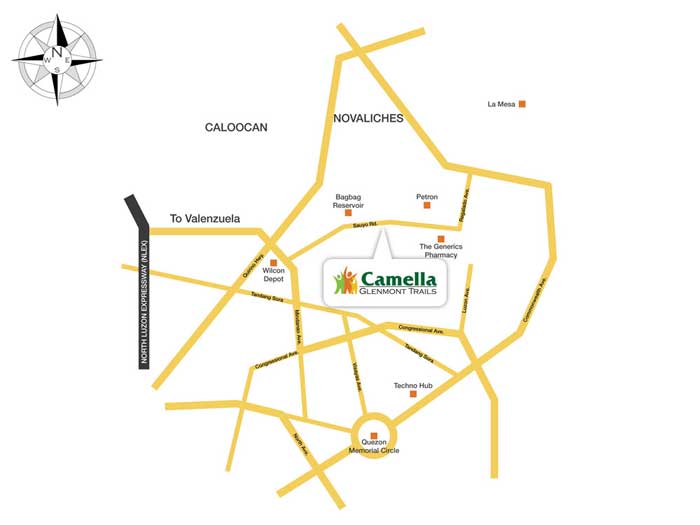 N
W E
S
La Mesa
NOVALICHES
CALOOCAN
Bagbag
Reservoir
Petron
Regalado Ave.
To Valenzuela
Sauyo Rd.
The Generics
Pharmacy
Quirino Hwy.
Wilcon
Depot
Camella
GLENMONT TRAILS
NORTH LUZON EXPRESSWAY (NLEX)
Tandang Sora
Mindanao Ave.
Luzon Ave.
Commonwealth Ave.
Congressional Ave.
Congressional Ave.
Tandang Sora
Visayas Ave.
Techno Hub
North Ave.
Quezon
Memorial Circle